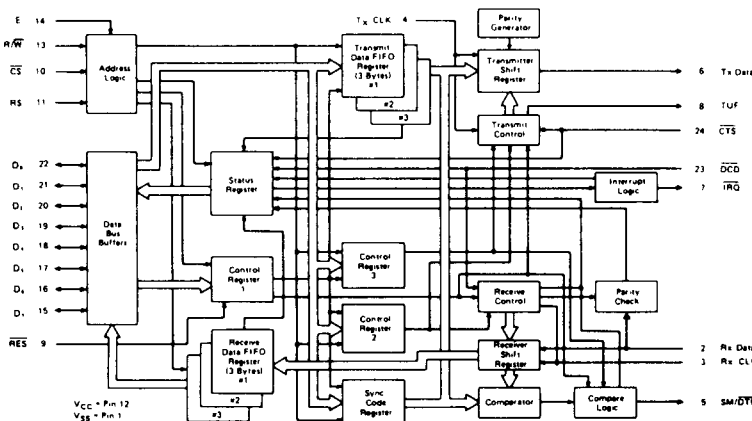 E 14
R/W 13
CS 10
RS 11
Address
Logic
D₀ 22
D₁ 21
D₂ 20
D₃ 19
D₄ 18
D₅ 17
D₆ 16
D₇ 15
Data
Bus
Buffers
RES 9
VCC = Pin 12
VSS = Pin 1
Tx CLK 4
Transmit
Data FIFO
Register
(3 Bytes)
#1
#2
#3
Status
Register
Control
Register
1
Receive
Data FIFO
Register
(3 Bytes)
#1
#2
#3
Control
Register
3
Control
Register
2
Sync
Code
Register
Parity
Generator
Transmitter
Shift
Register
Transmit
Control
Interrupt
Logic
Receive
Control
Parity
Check
Receiver
Shift
Register
Comparator
Compare
Logic
6 Tx Data
8 TUF
24 CTS
23 DCD
7 IRQ
2 Rx Data
3 Rx CLK
5 SM/DTR